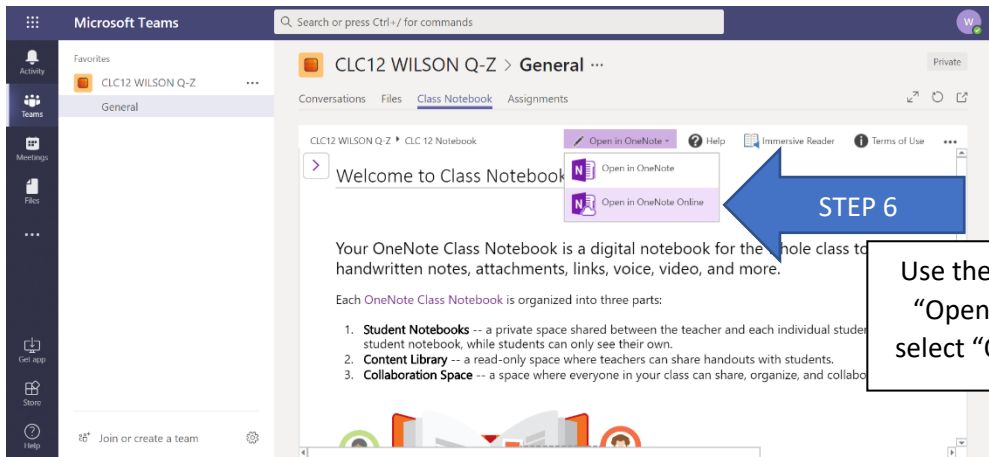 Microsoft Teams
Search or press Ctrl+/ for commands
W
Activity
Teams
Meetings
Files
Get app
Store
Help
Favorites
CLC12 WILSON Q-Z ...
General
Join or create a team
CLC12 WILSON Q-Z > General ...
Private
Conversations Files Class Notebook Assignments
CLC12 WILSON Q-Z CLC 12 Notebook
Open in OneNote Help Immersive Reader Terms of Use ...
Open in OneNote
Open in OneNote Online
Welcome to Class Notebook
STEP 6
Your OneNote Class Notebook is a digital notebook for the whole class to
handwritten notes, attachments, links, voice, video, and more.
Each OneNote Class Notebook is organized into three parts:
1. Student Notebooks -- a private space shared between the teacher and each individual
student notebook, while students can only see their own.
2. Content Library -- a read-only space where teachers can share handouts with students.
3. Collaboration Space -- a space where everyone in your class can share, organize, and
Use the
“Open
select “